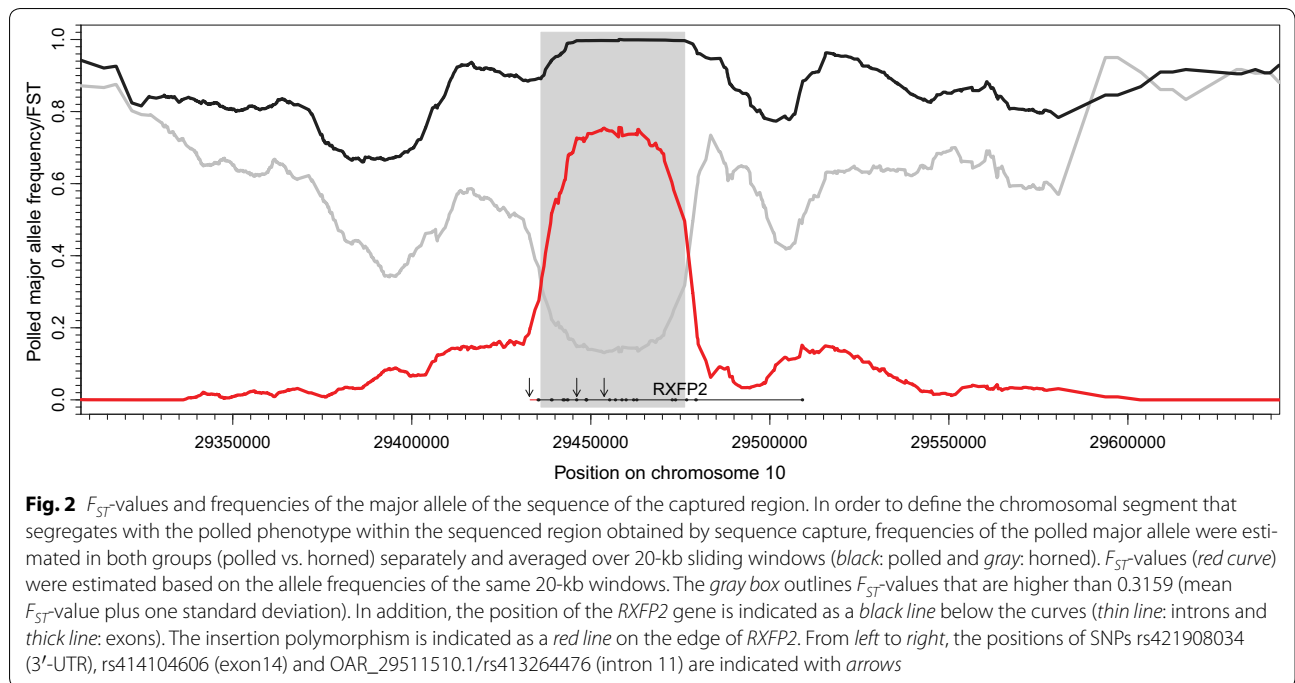 1.0
0.8
0.6
0.4
0.2
0.0
Polled major allele frequency/FST
RXFP2
29350000 29400000 29450000 29500000 29550000 29600000
Position on chromosome 10
Fig. 2 FST-values and frequencies of the major allele of the sequence of the captured region. In order to define the chromosomal segment that
segregates with the polled phenotype within the sequenced region obtained by sequence capture, frequencies of the polled major allele were esti-
mated in both groups (polled vs. horned) separately and averaged over 20-kb sliding windows (black: polled and gray: horned). FST-values (red curve)
were estimated based on the allele frequencies of the same 20-kb windows. The gray box outlines FST-values that are higher than 0.3159 (mean
FST-value plus one standard deviation). In addition, the position of the RXFP2 gene is indicated as a black line below the curves (thin line: introns and
thick line: exons). The insertion polymorphism is indicated as a red line on the edge of RXFP2. From left to right, the positions of SNPs rs421908034
(3′-UTR), rs414104606 (exon14) and OAR_29511510.1/rs413264476 (intron 11) are indicated with arrows